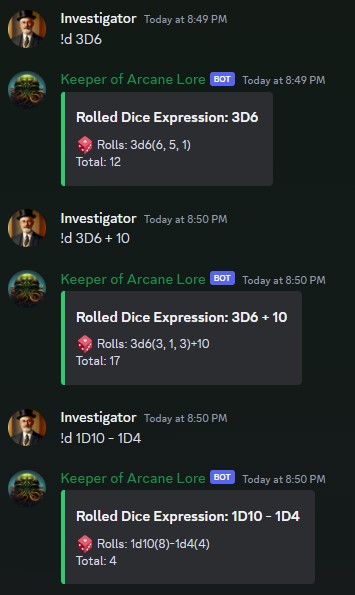 Investigator Today at 8:49 PM
!d 3D6
Keeper of Arcane Lore BOT Today at 8:49 PM
Rolled Dice Expression: 3D6
Rolls: 3d6(6, 5, 1)
Total: 12
Investigator Today at 8:50 PM
!d 3D6 + 10
Keeper of Arcane Lore BOT Today at 8:50 PM
Rolled Dice Expression: 3D6 + 10
Rolls: 3d6(3, 1, 3)+10
Total: 17
Investigator Today at 8:50 PM
!d 1D10 - 1D4
Keeper of Arcane Lore BOT Today at 8:50 PM
Rolled Dice Expression: 1D10 - 1D4
Rolls: 1d10(8)-1d4(4)
Total: 4